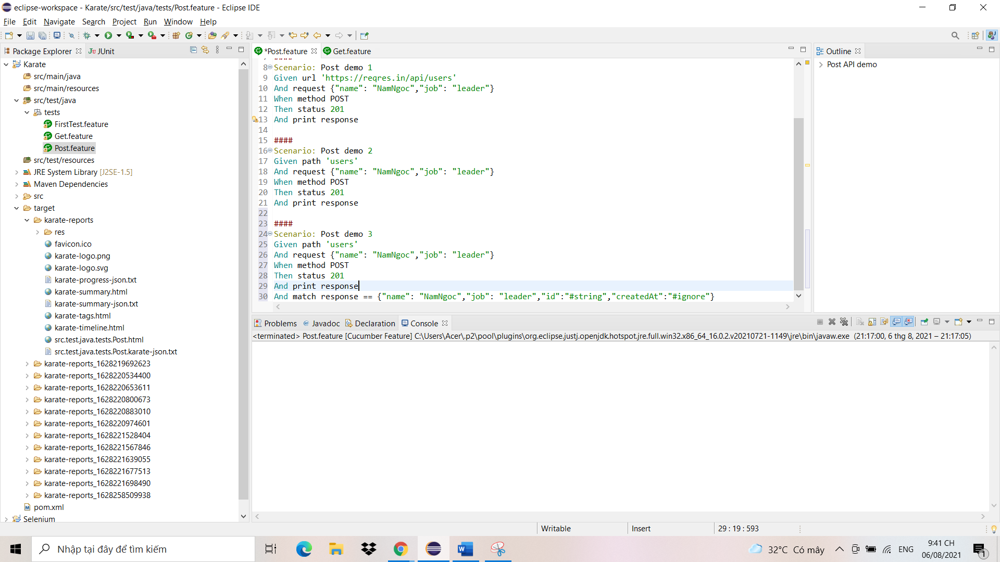 eclipse-workspace - Karate/src/test/java/tests/Post.feature - Eclipse IDE
File Edit Navigate Search Project Run Window Help
Package Explorer
JUnit
Karate
src/main/java
src/main/resources
src/test/java
tests
FirstTest.feature
Get.feature
Post.feature
src/test/resources
JRE System Library [J2SE-1.5]
Maven Dependencies
src
target
karate-reports
res
favicon.ico
karate-logo.png
karate-logo.svg
karate-progress-json.txt
karate-summary.html
karate-summary-json.txt
karate-tags.html
karate-timeline.html
src.test.java.tests.Post.html
src.test.java.tests.Post.karate-json.txt
karate-reports_1628219692623
karate-reports_1628220534400
karate-reports_1628220653611
karate-reports_1628220800673
karate-reports_1628220883010
karate-reports_1628220974601
karate-reports_1628221528404
karate-reports_1628221567846
karate-reports_1628221639055
karate-reports_1628221677513
karate-reports_1628221698490
karate-reports_1628258509938
pom.xml
Selenium
*Post.feature
Get.feature
7 ####
8 Scenario: Post demo 1
9 Given url 'https://reqres.in/api/users'
10 And request {"name": "NamNgoc","job": "leader"}
11 When method POST
12 Then status 201
13 And print response
14
15 ####
16 Scenario: Post demo 2
17 Given path 'users'
18 And request {"name": "NamNgoc","job": "leader"}
19 When method POST
20 Then status 201
21 And print response
22
23 ####
24 Scenario: Post demo 3
25 Given path 'users'
26 And request {"name": "NamNgoc","job": "leader"}
27 When method POST
28 Then status 201
29 And print response
30 And match response == {"name": "NamNgoc","job": "leader","id":"#string","createdAt":"#ignore"}
Outline
Post API demo
Problems
@ Javadoc
Declaration
Console
<terminated> Post.feature [Cucumber Feature] C:\Users\Acer\.p2\pool\plugins\org.eclipse.justj.openjdk.hotspot.jre.full.win32.x86_64_16.0.2.v20210721-1149\jre\bin\javaw.exe (21:17:00, 6 thg 8, 2021 – 21:17:05)
Writable
Insert
29 : 19 : 593
Nhập tại đây để tìm kiếm
32°C Có mây
ENG
9:41 CH
06/08/2021
1